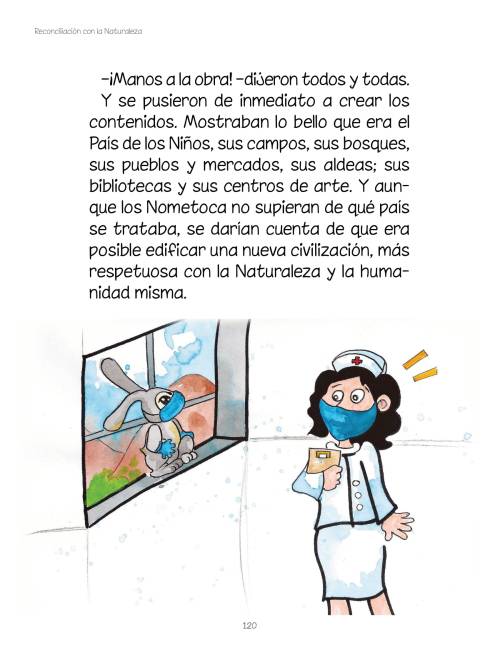 Reconciliación con la Naturaleza
–¡Manos a la obra! –dijeron todos y todas.
Y se pusieron de inmediato a crear los
contenidos. Mostraban lo bello que era el
País de los Niños, sus campos, sus bosques,
sus pueblos y mercados, sus aldeas; sus
bibliotecas y sus centros de arte. Y aun-
que los Nometoca no supieran de qué país
se trataba, se darían cuenta de que era
posible edificar una nueva civilización, más
respetuosa con la Naturaleza y la huma-
nidad misma.
120